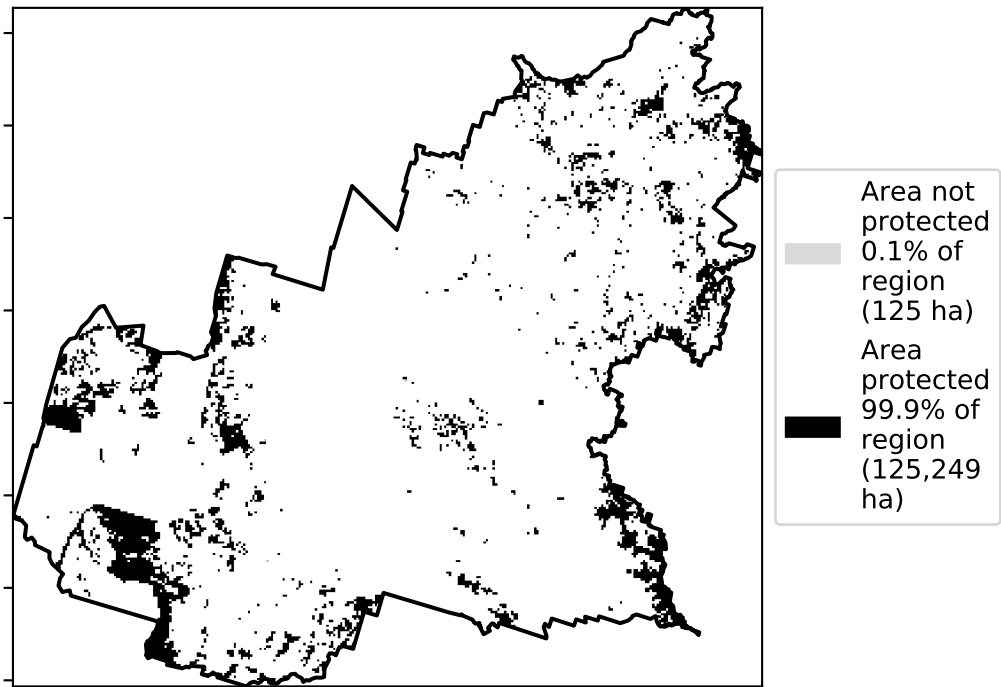 Area not
protected
0.1% of
region
(125 ha)
Area
protected
99.9% of
region
(125,249
ha)